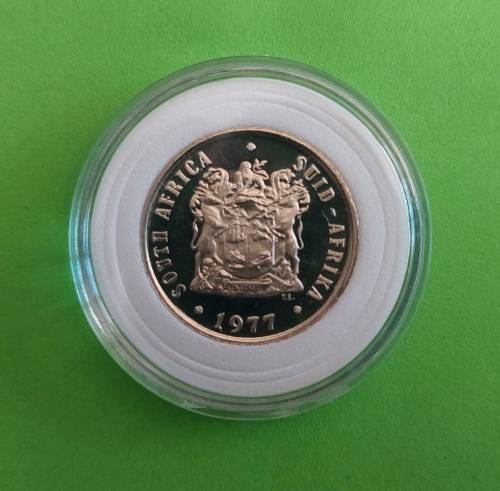 SOUTH AFRICA
SUID-AFRIKA
1977
T.S.